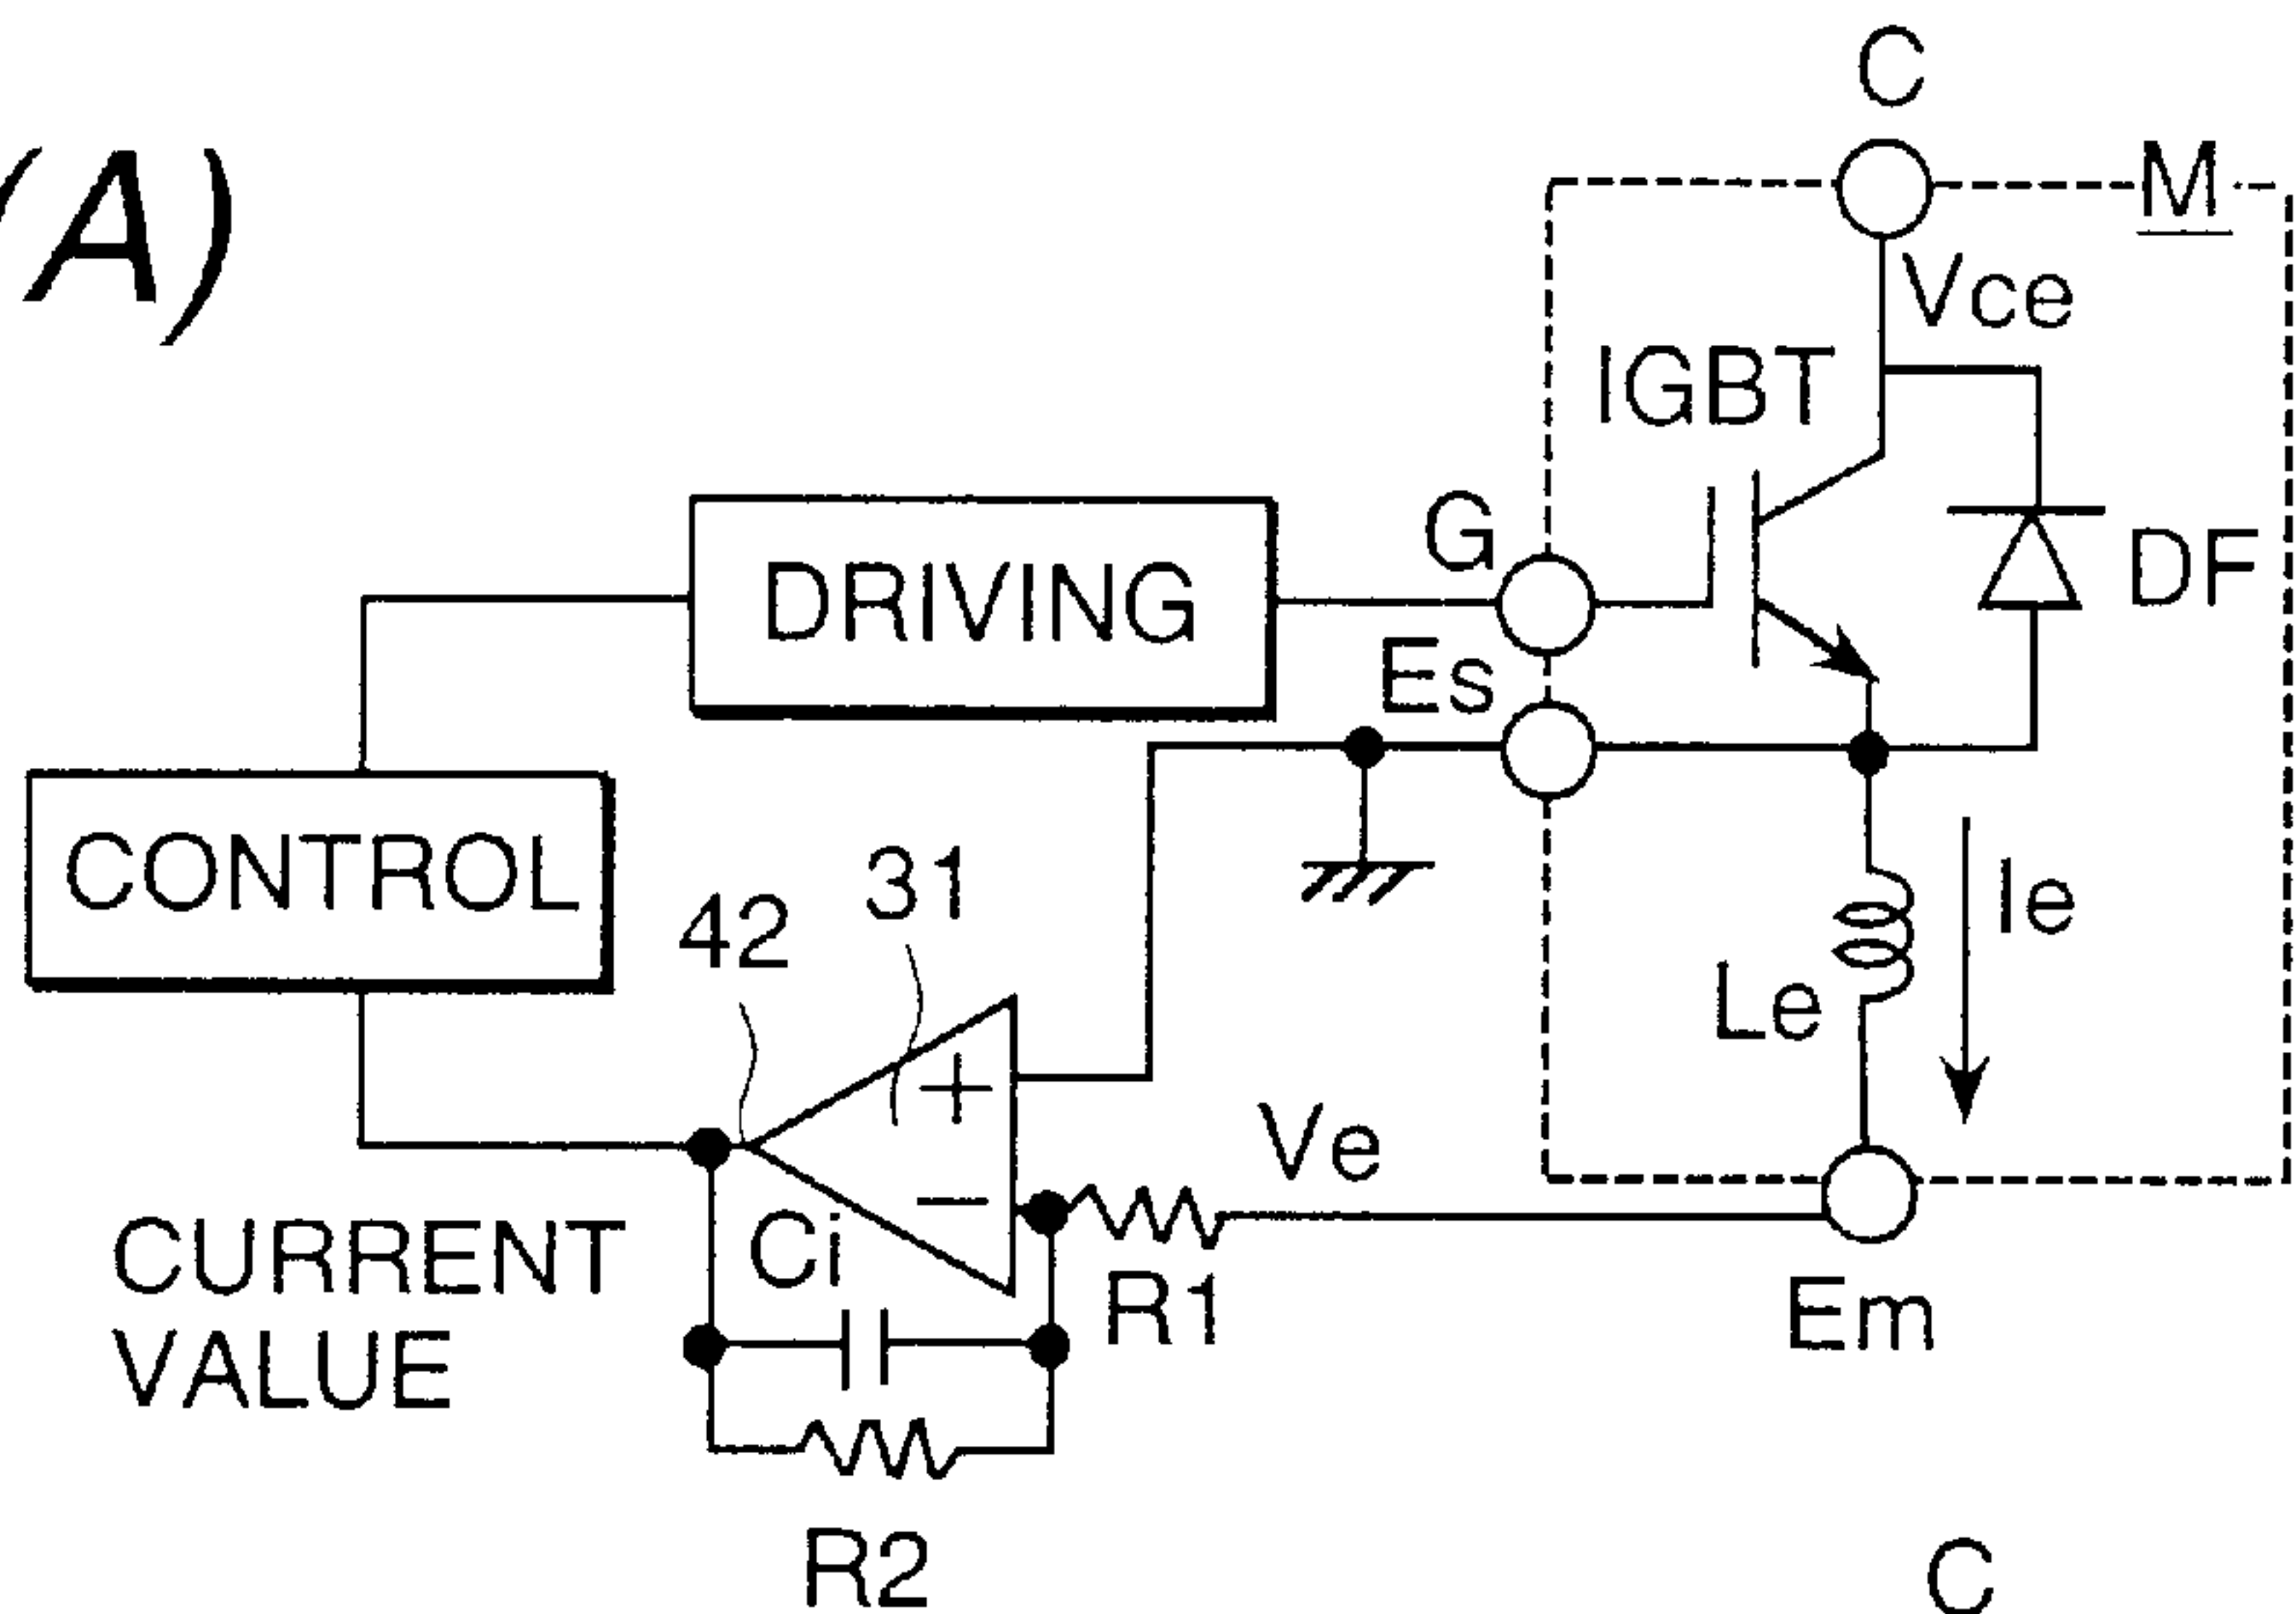 (A)
C
M
Vce
IGBT
DRIVING
G
DF
Es
CONTROL
31
42
Ie
Le
+
Ve
−
Ci
CURRENT
VALUE
R1
Em
R2
C